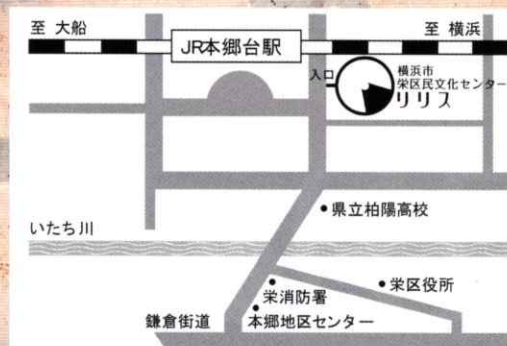 至 大船
至 横浜
JR本郷台駅
入口
横浜市
栄区民文化センター
リリス
県立柏陽高校
いたち川
栄区役所
栄消防署
鎌倉街道
本郷地区センター